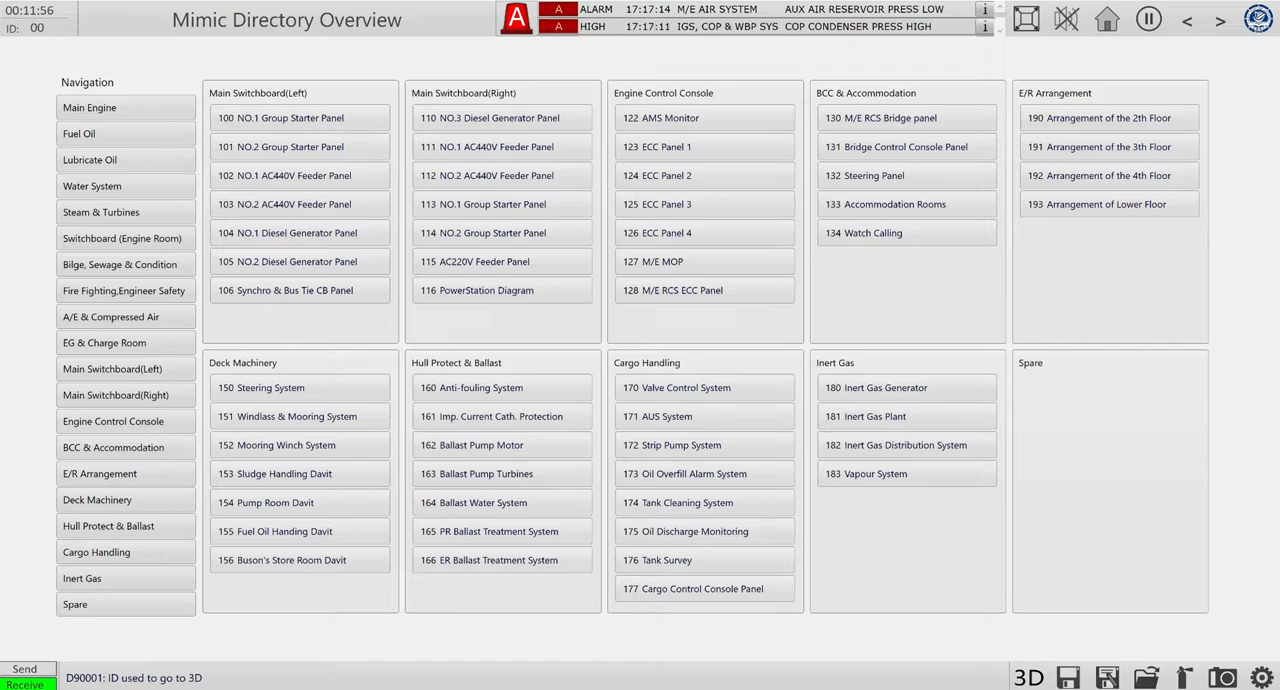 00:11:56
ID: 00
Mimic Directory Overview
A
A ALARM 17:17:14 M/E AIR SYSTEM AUX AIR RESERVOIR PRESS LOW i
A HIGH 17:17:11 IGS, COP & WBP SYS COP CONDENSER PRESS HIGH i
< >
Navigation
Main Engine
Fuel Oil
Lubricate Oil
Water System
Steam & Turbines
Switchboard (Engine Room)
Bilge, Sewage & Condition
Fire Fighting,Engineer Safety
A/E & Compressed Air
EG & Charge Room
Main Switchboard(Left)
Main Switchboard(Right)
Engine Control Console
BCC & Accommodation
E/R Arrangement
Deck Machinery
Hull Protect & Ballast
Cargo Handling
Inert Gas
Spare
Main Switchboard(Left)
100 NO.1 Group Starter Panel
101 NO.2 Group Starter Panel
102 NO.1 AC440V Feeder Panel
103 NO.2 AC440V Feeder Panel
104 NO.1 Diesel Generator Panel
105 NO.2 Diesel Generator Panel
106 Synchro & Bus Tie CB Panel
Main Switchboard(Right)
110 NO.3 Diesel Generator Panel
111 NO.1 AC440V Feeder Panel
112 NO.2 AC440V Feeder Panel
113 NO.1 Group Starter Panel
114 NO.2 Group Starter Panel
115 AC220V Feeder Panel
116 PowerStation Diagram
Engine Control Console
122 AMS Monitor
123 ECC Panel 1
124 ECC Panel 2
125 ECC Panel 3
126 ECC Panel 4
127 M/E MOP
128 M/E RCS ECC Panel
BCC & Accommodation
130 M/E RCS Bridge panel
131 Bridge Control Console Panel
132 Steering Panel
133 Accommodation Rooms
134 Watch Calling
E/R Arrangement
190 Arrangement of the 2th Floor
191 Arrangement of the 3th Floor
192 Arrangement of the 4th Floor
193 Arrangement of Lower Floor
Deck Machinery
150 Steering System
151 Windlass & Mooring System
152 Mooring Winch System
153 Sludge Handling Davit
154 Pump Room Davit
155 Fuel Oil Handing Davit
156 Buson's Store Room Davit
Hull Protect & Ballast
160 Anti-fouling System
161 Imp. Current Cath. Protection
162 Ballast Pump Motor
163 Ballast Pump Turbines
164 Ballast Water System
165 PR Ballast Treatment System
166 ER Ballast Treatment System
Cargo Handling
170 Valve Control System
171 AUS System
172 Strip Pump System
173 Oil Overfill Alarm System
174 Tank Cleaning System
175 Oil Discharge Monitoring
176 Tank Survey
177 Cargo Control Console Panel
Inert Gas
180 Inert Gas Generator
181 Inert Gas Plant
182 Inert Gas Distribution System
183 Vapour System
Spare
Send
Receive
D90001: ID used to go to 3D
3D